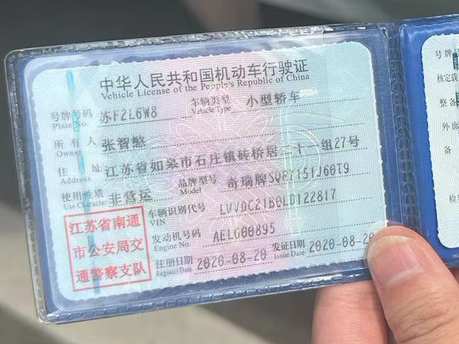 中华人民共和国机动车行驶证
Vehicle License of the People's Republic of China
号牌号码 苏F2L6W8 车辆类型 小型轿车
Plate No. Vehicle Type
所有人 张智慜
Owner
住址 江苏省如皋市石庄镇砖桥居二十一组27号
Address
使用性质 非营运 品牌型号 奇瑞牌SQR7151J60T9
Use Character Model
车辆识别代号 LVVDC21B0LD122817
VIN
发动机号码 AELG00895
Engine No.
注册日期 2020-08-20 发证日期 2020-08-20
Issue Date
江苏省南通
市公安局交
通警察支队
核定
整备
外廓